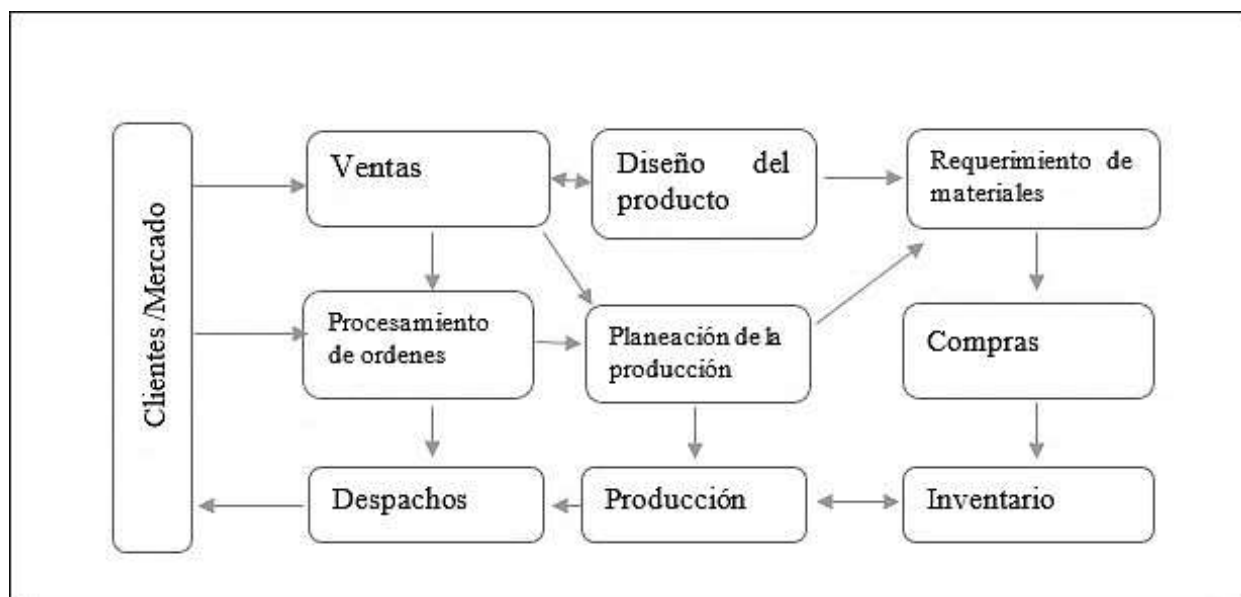 Clientes /Mercado
Ventas
Diseño del
producto
Requerimiento de
materiales
Procesamiento
de ordenes
Planeación de la
producción
Compras
Despachos
Producción
Inventario